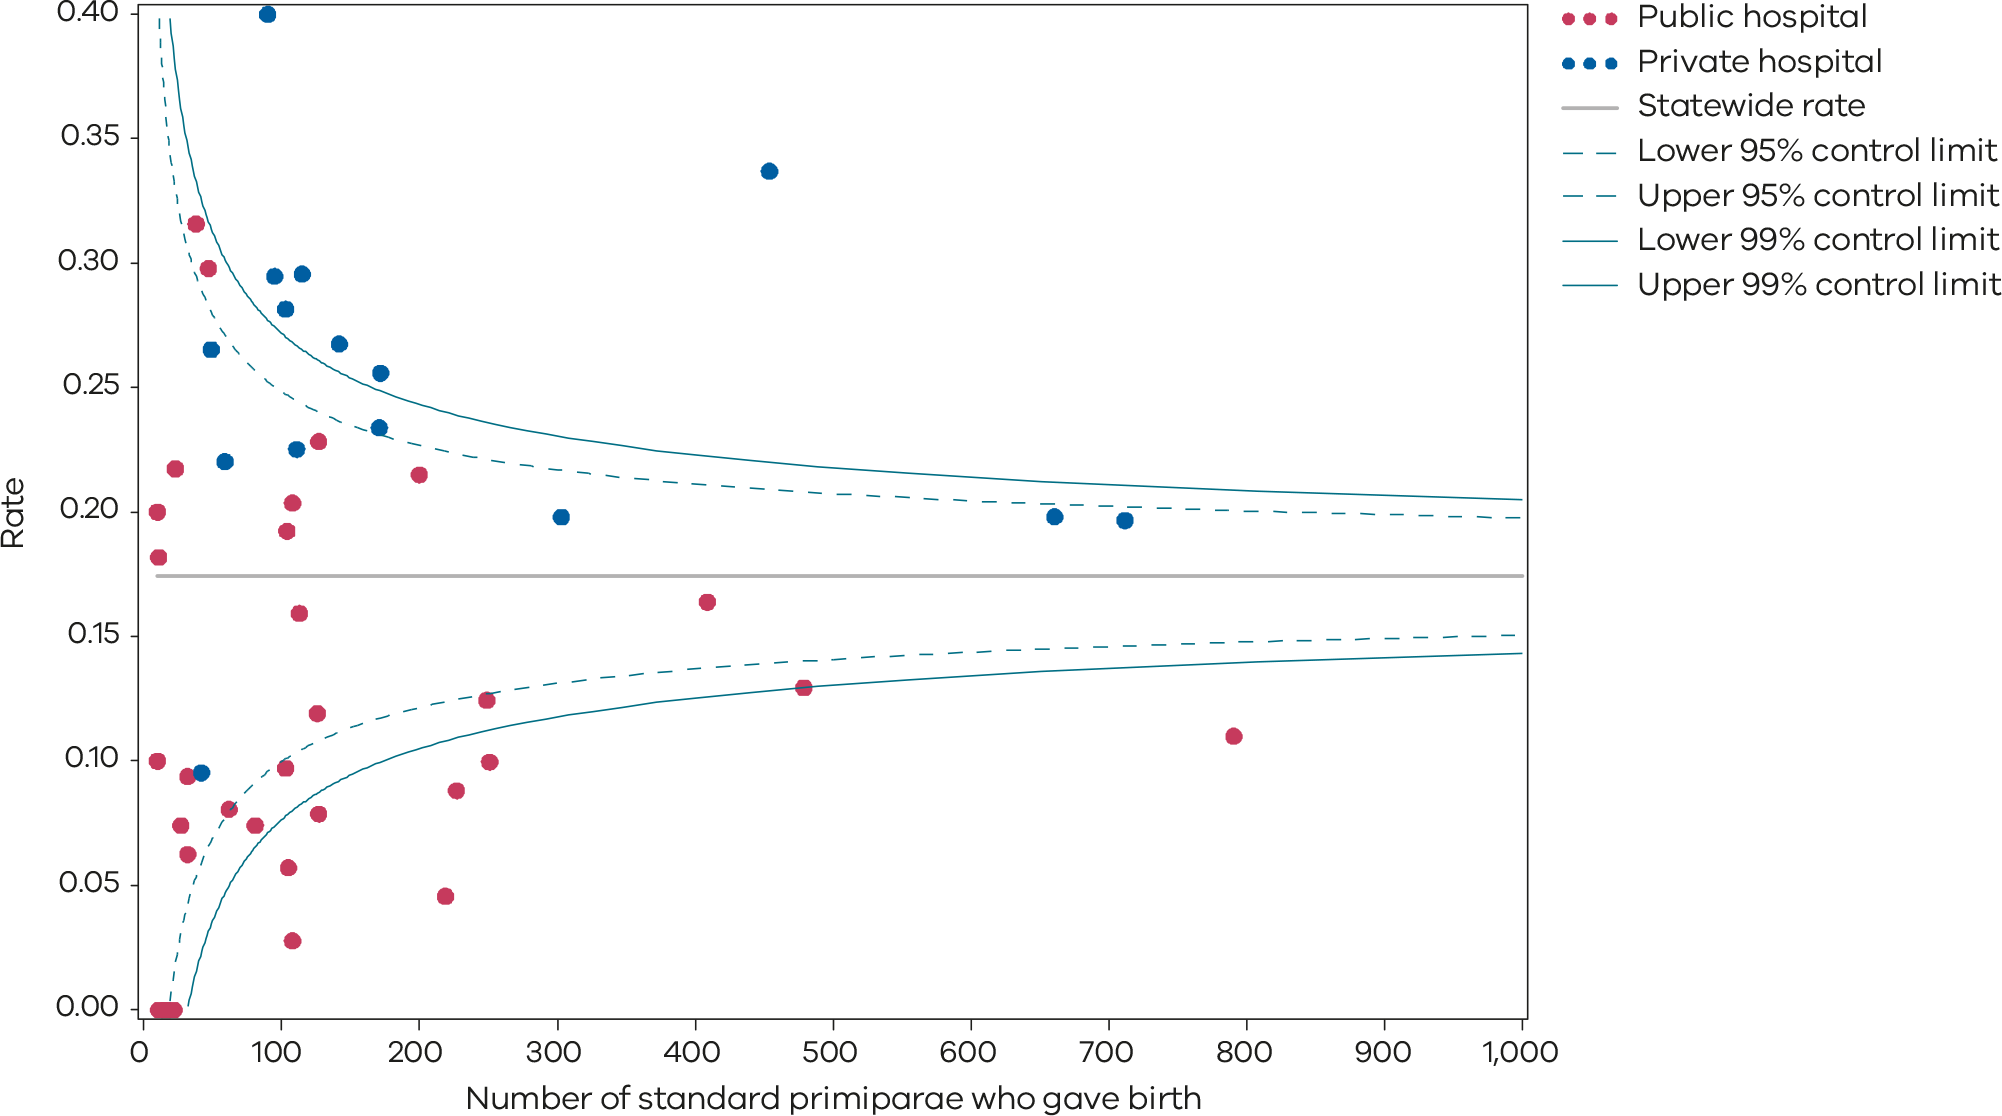 0.40
0.35
0.30
0.25
0.20
0.15
0.10
0.05
0.00
Rate
0 100 200 300 400 500 600 700 800 900 1,000
Number of standard primiparae who gave birth
Public hospital
Private hospital
Statewide rate
Lower 95% control limit
Upper 95% control limit
Lower 99% control limit
Upper 99% control limit